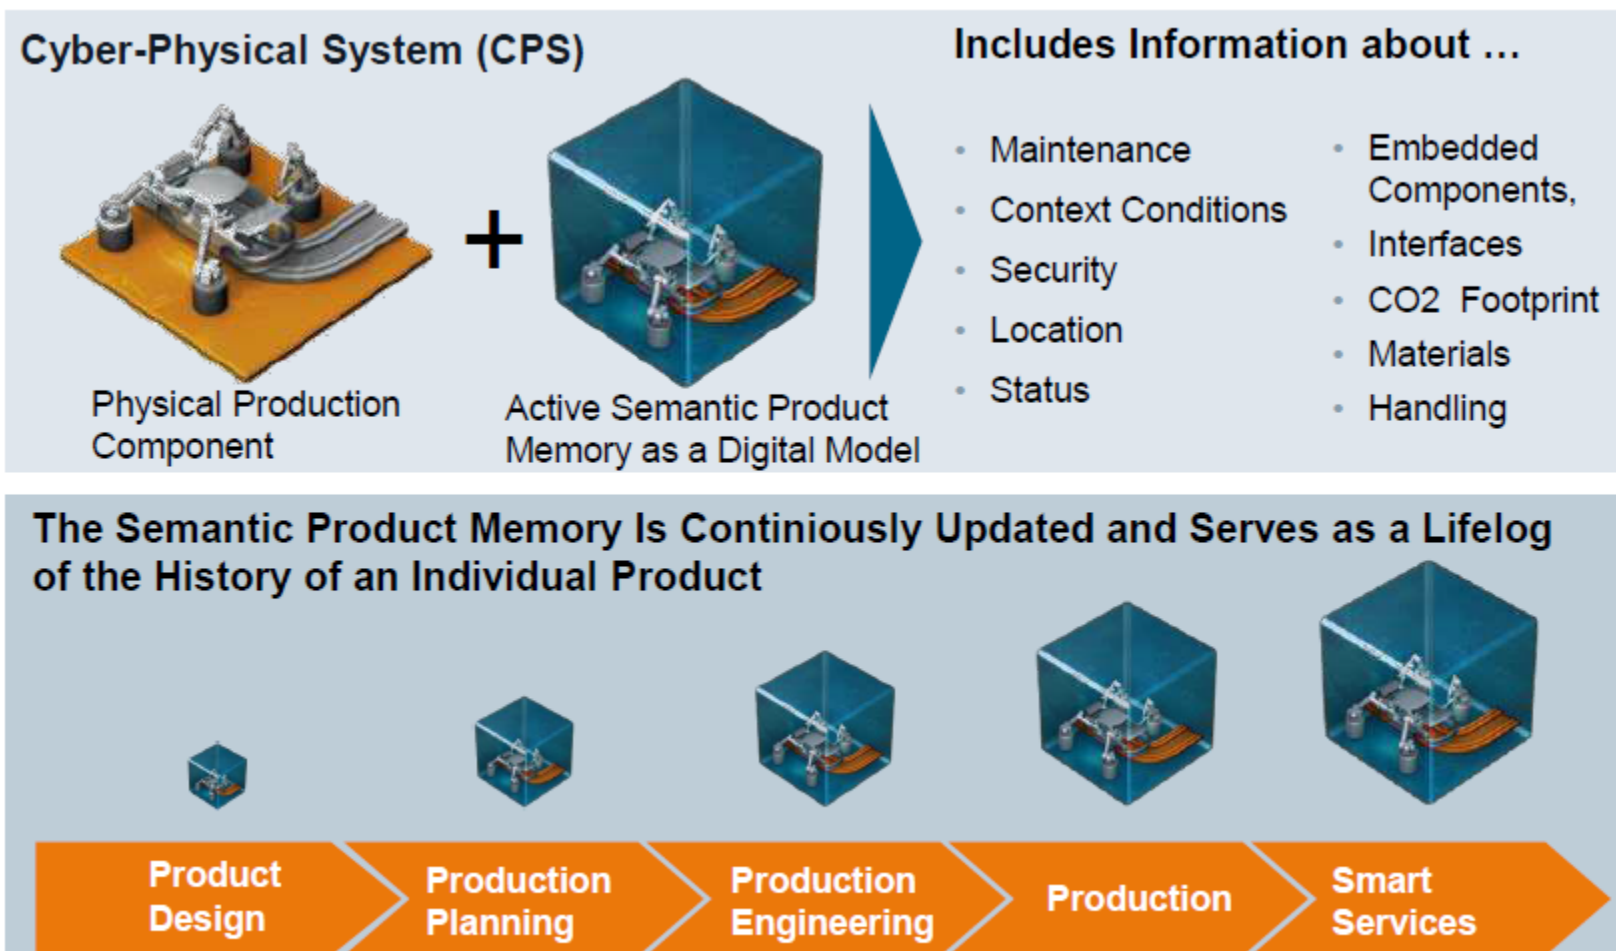 Cyber-Physical System (CPS)
Physical Production
Component
+
Active Semantic Product
Memory as a Digital Model
Includes Information about ...
• Maintenance
• Context Conditions
• Security
• Location
• Status
• Embedded
Components,
• Interfaces
• CO2 Footprint
• Materials
• Handling
The Semantic Product Memory Is Continiously Updated and Serves as a Lifelog
of the History of an Individual Product
Product
Design
Production
Planning
Production
Engineering
Production
Smart
Services